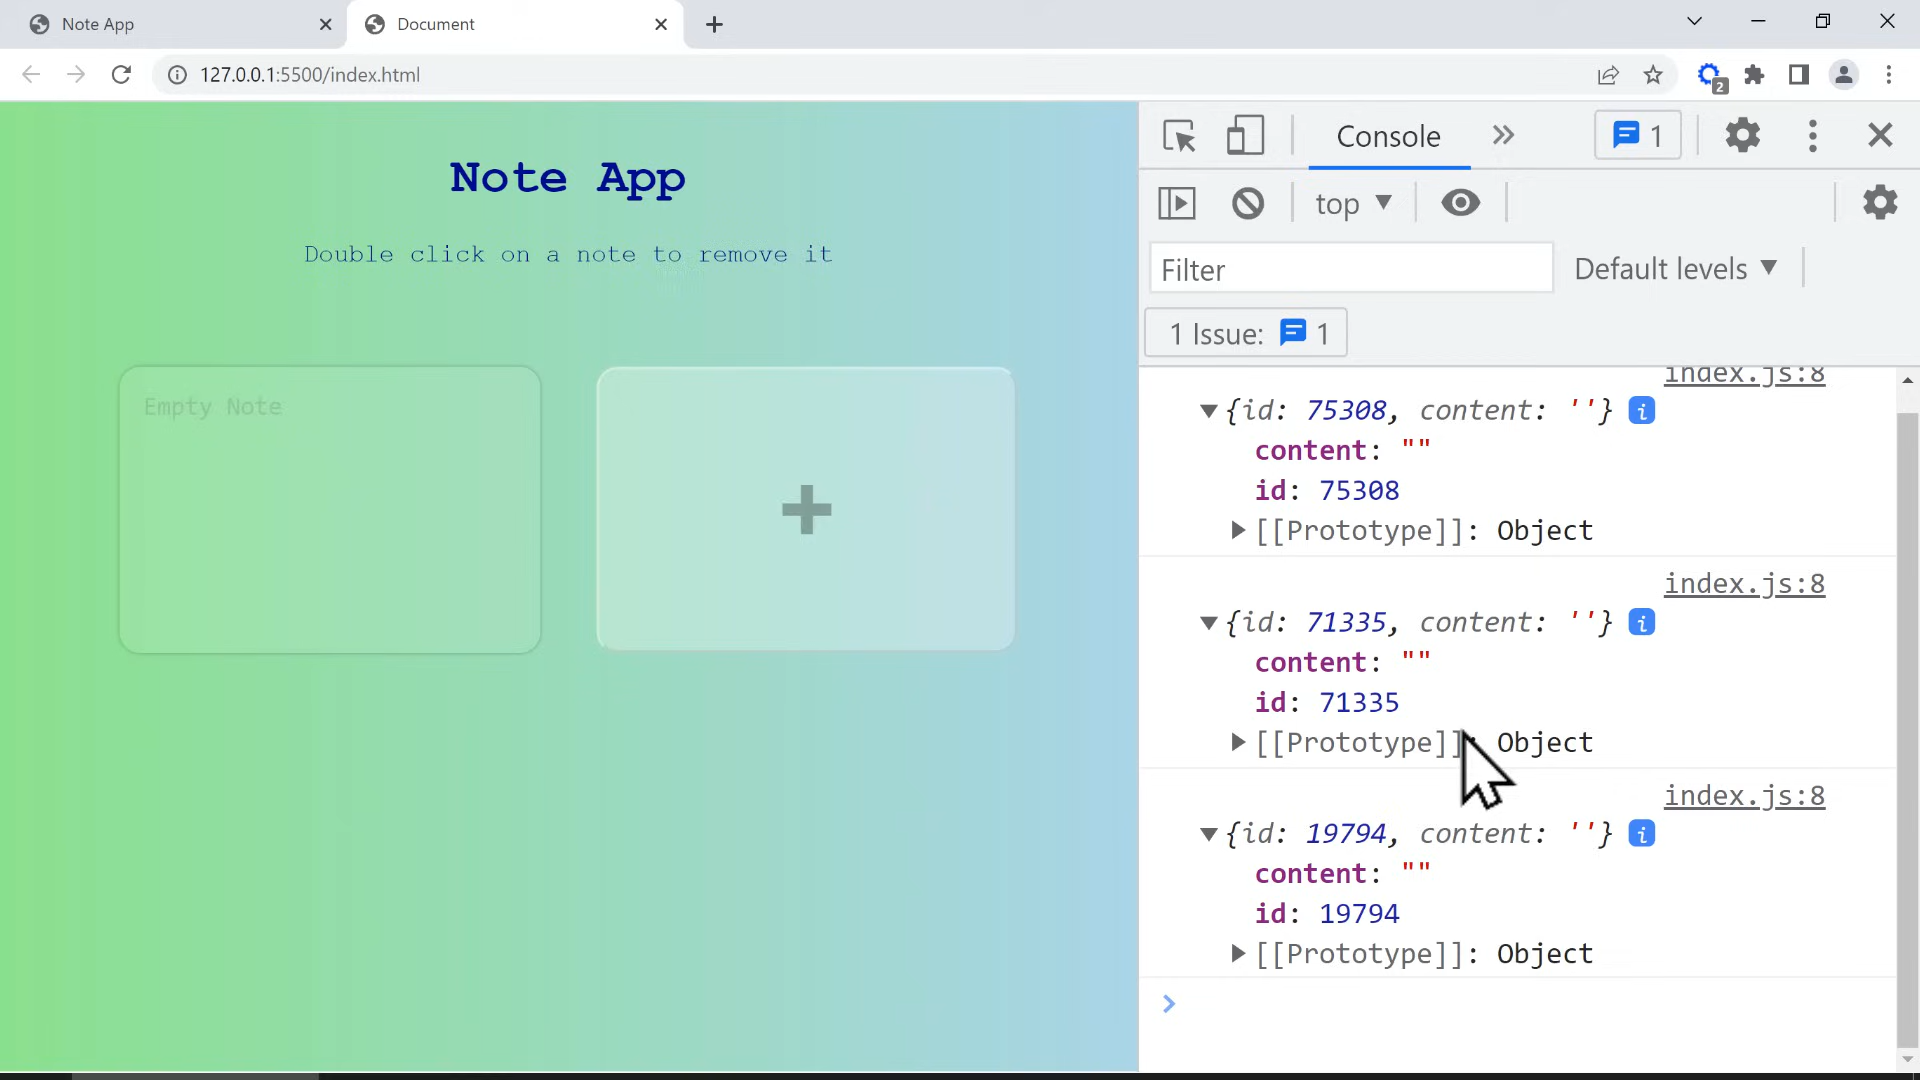 Note App
Document
127.0.0.1:5500/index.html
2
Note App
Double click on a note to remove it
Empty Note
Console
1
top
Filter
Default levels
1 Issue: 1
index.js:8
{id: 75308, content: ''}
content: ""
id: 75308
[[Prototype]]: Object
index.js:8
{id: 71335, content: ''}
content: ""
id: 71335
[[Prototype]]: Object
index.js:8
{id: 19794, content: ''}
content: ""
id: 19794
[[Prototype]]: Object